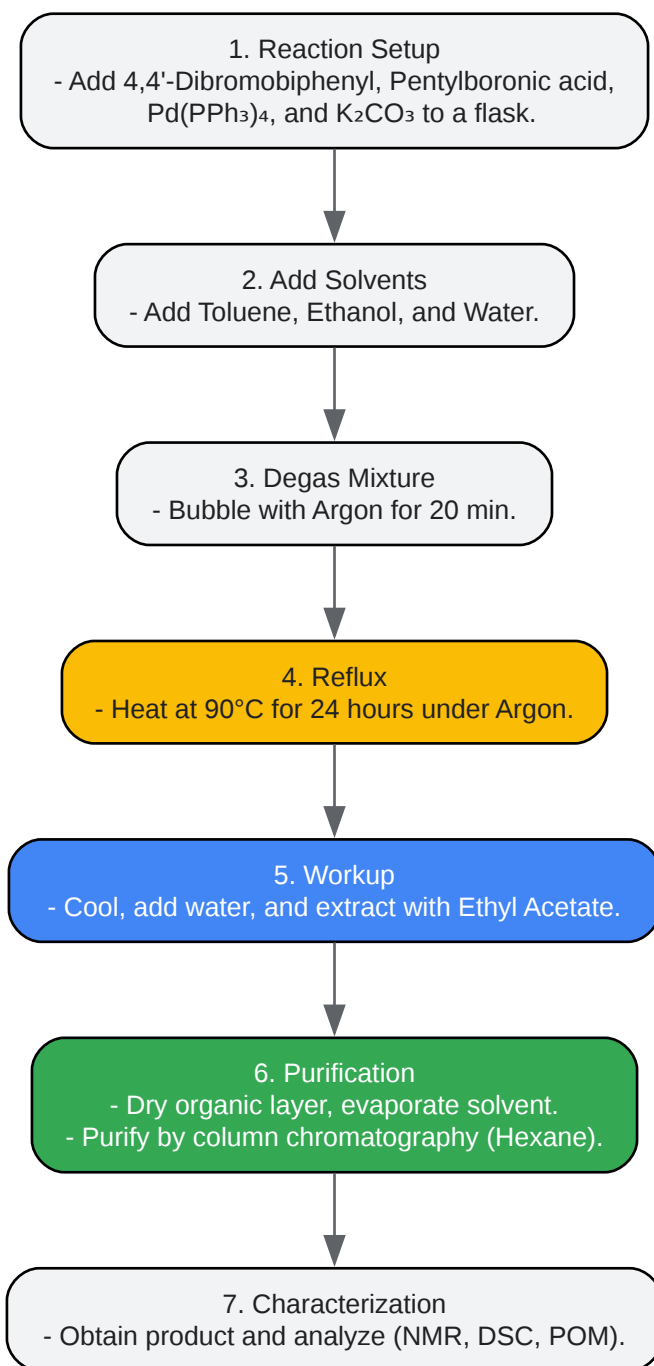 1. Reaction Setup
- Add 4,4'-Dibromobiphenyl, Pentylboronic acid,
Pd(PPh₃)₄, and K₂CO₃ to a flask.
2. Add Solvents
- Add Toluene, Ethanol, and Water.
3. Degas Mixture
- Bubble with Argon for 20 min.
4. Reflux
- Heat at 90°C for 24 hours under Argon.
5. Workup
- Cool, add water, and extract with Ethyl Acetate.
6. Purification
- Dry organic layer, evaporate solvent.
- Purify by column chromatography (Hexane).
7. Characterization
- Obtain product and analyze (NMR, DSC, POM).